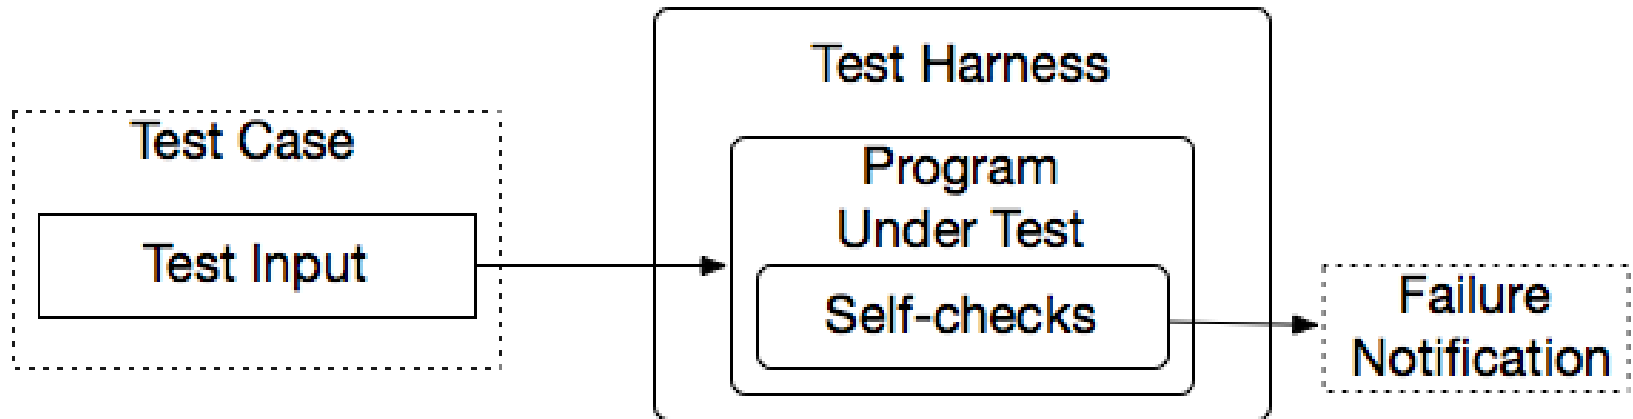 Test Harness
Test Case
Program
Under Test
Test Input
Self-checks
Failure
Notification